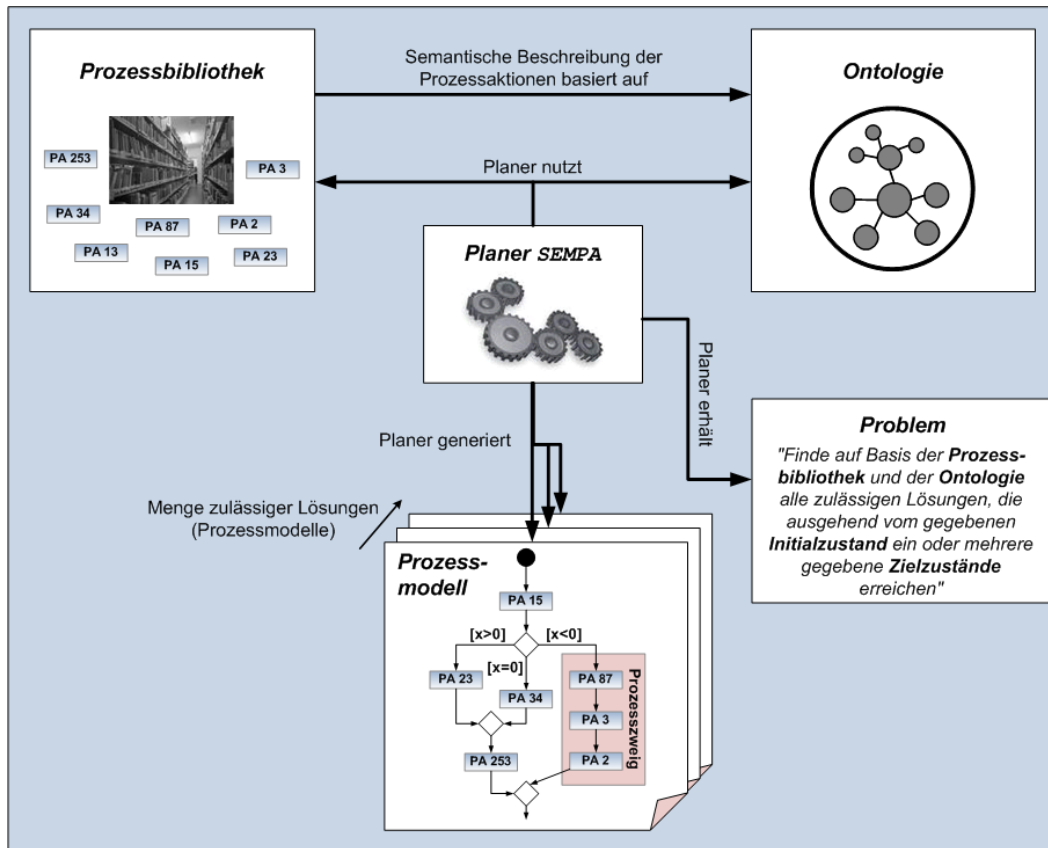 Prozessbibliothek
PA 253
PA 3
PA 34
PA 87
PA 2
PA 13
PA 15
PA 23
Semantische Beschreibung der
Prozessaktionen basiert auf
Ontologie
Planer nutzt
Planer SEMPA
Planer erhält
Planer generiert
Problem
"Finde auf Basis der Prozess-
bibliothek und der Ontologie
alle zulässigen Lösungen, die
ausgehend vom gegebenen
Initialzustand ein oder mehrere
gegebene Zielzustände
erreichen"
Menge zulässiger Lösungen
(Prozessmodelle)
Prozess-
modell
PA 15
[x>0]
[x<0]
[x=0]
PA 23
PA 34
PA 87
PA 3
PA 253
PA 2
Prozesszweig